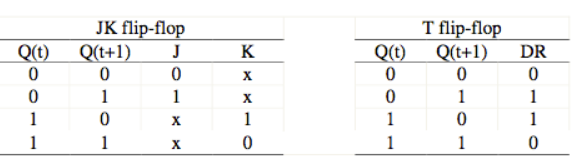 JK flip-flop T flip-flop
Q(t) Q(t+1) J K Q(t) Q(t+1) DR
0 0 0 x 0 0 0
0 1 1 x 0 1 1
1 0 x 1 1 0 1
1 1 x 0 1 1 0